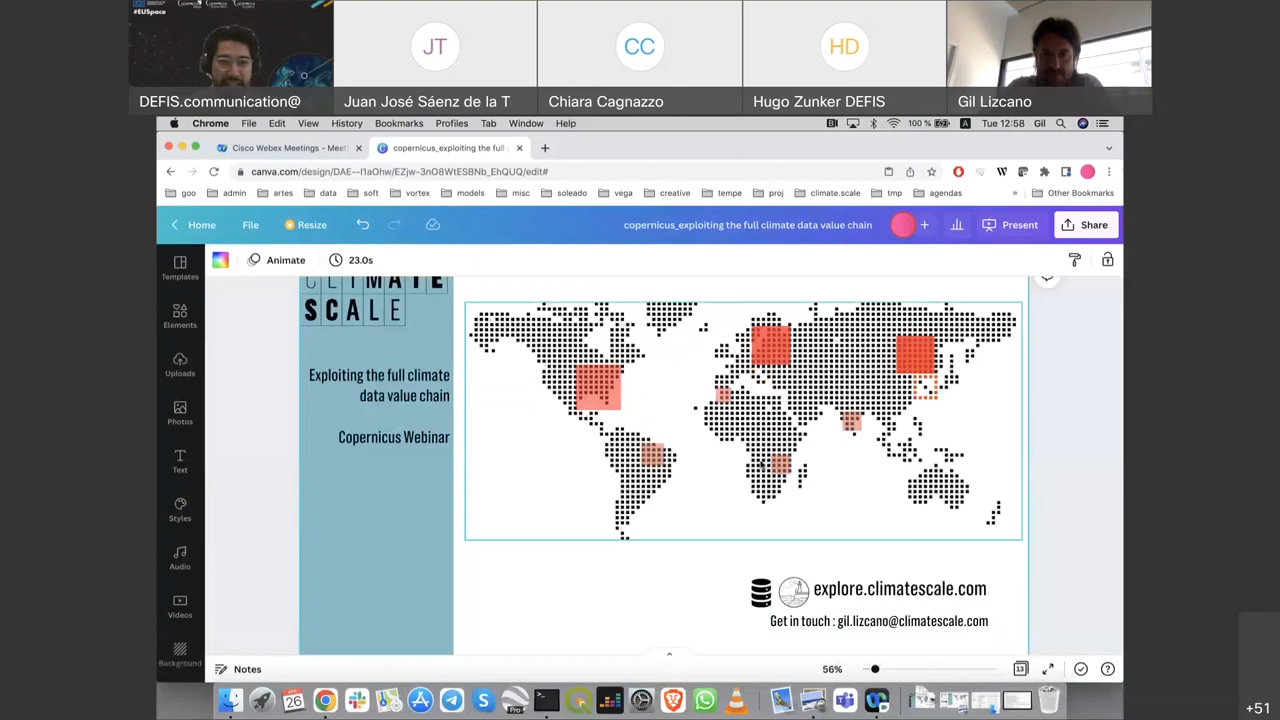 #EUSpace
JT
CC
HD
DEFIS.communication@
Juan José Sáenz de la T
Chiara Cagnazzo
Hugo Zunker DEFIS
Gil Lizcano
Chrome File Edit View History Bookmarks Profiles Tab Window Help
100 %
A
Tue 12:58 Gil
Cisco Webex Meetings - Meeti
copernicus_exploiting the full
canva.com/design/DAE--l1aOhw/EZjw-3nO8WtESBNb_EhQUQ/edit#
goo admin artes data soft vortex models misc soleado vega creative tempe proj climate.scale tmp agendas » Other Bookmarks
Home File Resize
copernicus_exploiting the full climate data value chain
Present
Share
Animate
23.0s
Templates
Elements
Uploads
Photos
Text
Styles
Audio
Videos
Background
CLIMATE
SCALE
Exploiting the full climate
data value chain
Copernicus Webinar
explore.climatescale.com
Get in touch : gil.lizcano@climatescale.com
Notes
56%
13
Pro
+51